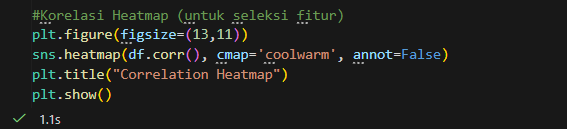 #Korelasi Heatmap (untuk seleksi fitur)
plt.figure(figsize=(13,11))
sns.heatmap(df.corr(), cmap='coolwarm', annot=False)
plt.title("Correlation Heatmap")
plt.show()
1.1s